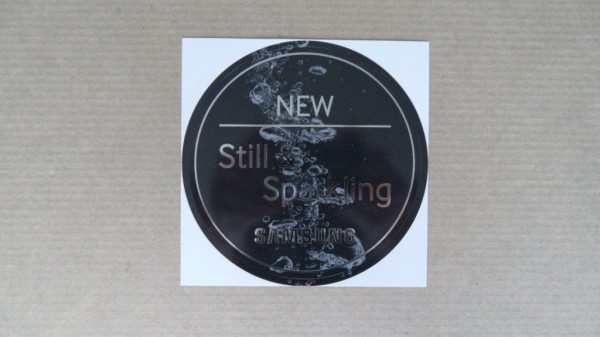 NEW
Still &
Sparkling
SAMSUNG